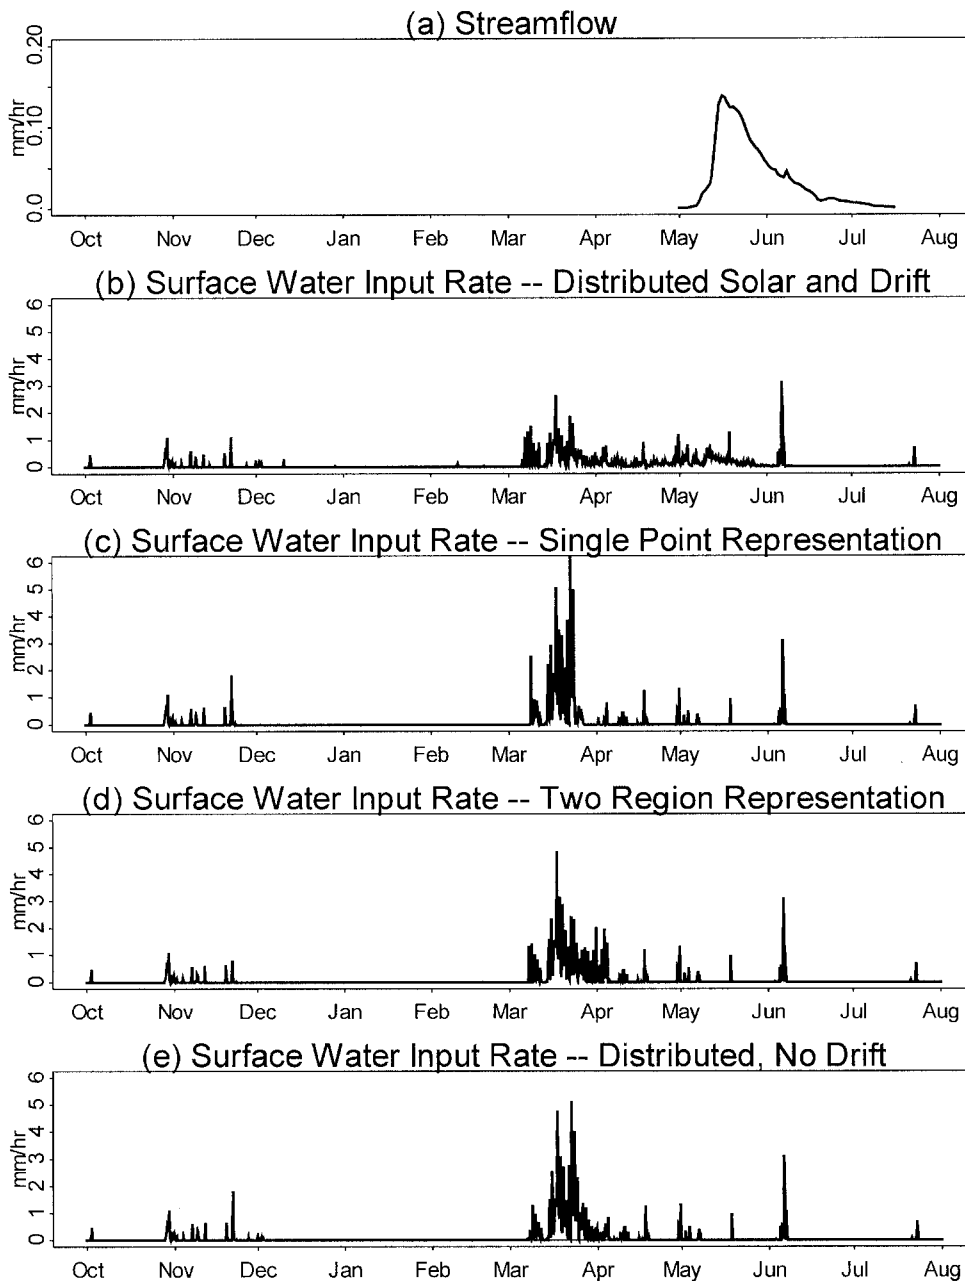 (a) Streamflow
0.20
0.10
0.0
mm/hr
Oct Nov Dec Jan Feb Mar Apr May Jun Jul Aug
(b) Surface Water Input Rate -- Distributed Solar and Drift
6
5
4
3
2
1
0
mm/hr
Oct Nov Dec Jan Feb Mar Apr May Jun Jul Aug
(c) Surface Water Input Rate -- Single Point Representation
6
5
4
3
2
1
0
mm/hr
Oct Nov Dec Jan Feb Mar Apr May Jun Jul Aug
(d) Surface Water Input Rate -- Two Region Representation
6
5
4
3
2
1
0
mm/hr
Oct Nov Dec Jan Feb Mar Apr May Jun Jul Aug
(e) Surface Water Input Rate -- Distributed, No Drift
6
5
4
3
2
1
0
mm/hr
Oct Nov Dec Jan Feb Mar Apr May Jun Jul Aug